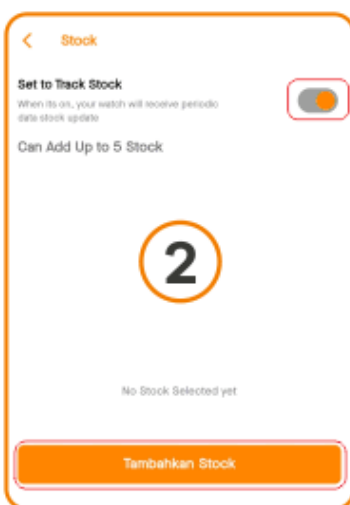 Stock
Set to Track Stock
When its on, your watch will receive periodic
data stock update
Can Add Up to 5 Stock
2
No Stock Selected yet
Tambahkan Stock